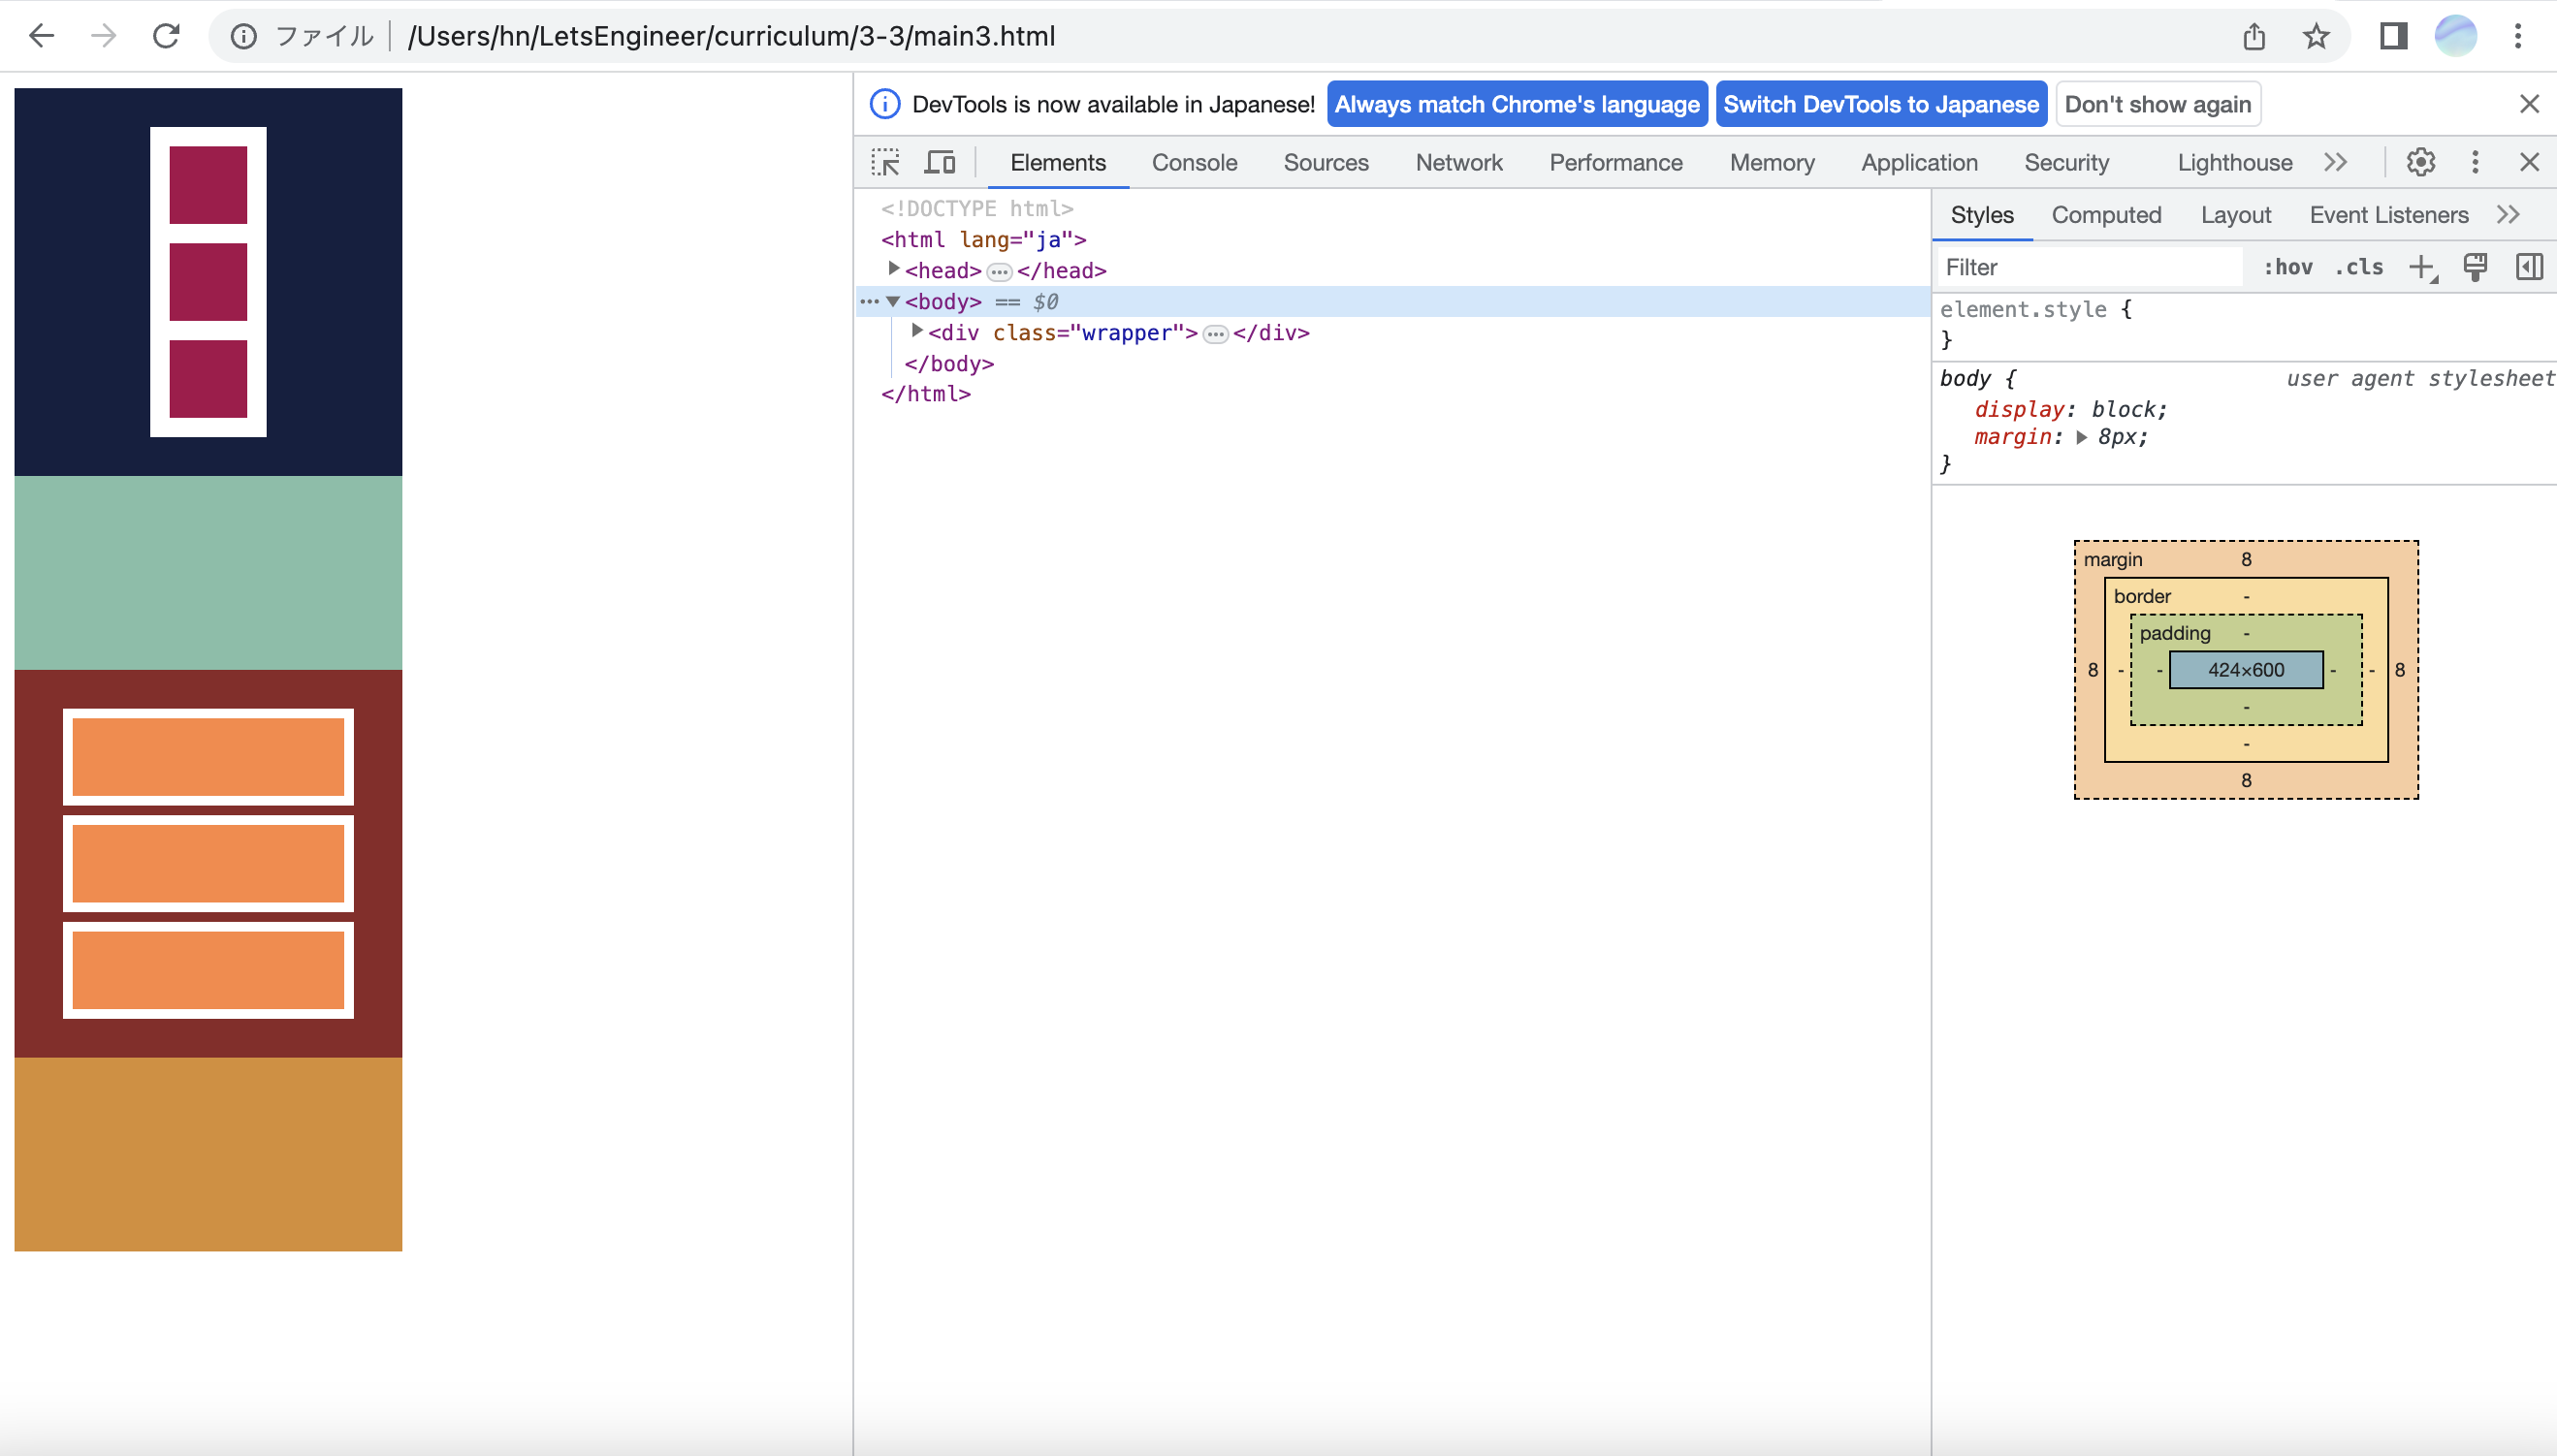 ファイル /Users/hn/LetsEngineer/curriculum/3-3/main3.html
DevTools is now available in Japanese! Always match Chrome's language Switch DevTools to Japanese Don't show again
Elements Console Sources Network Performance Memory Application Security Lighthouse
<!DOCTYPE html>
<html lang="ja">
<head>…</head>
<body> == $0
<div class="wrapper">…</div>
</body>
</html>
Styles Computed Layout Event Listeners
Filter :hov .cls
element.style {
}
body { user agent stylesheet
display: block;
margin: 8px;
}
margin 8
border -
padding -
8 - - 424×600 - - 8
-
-
8